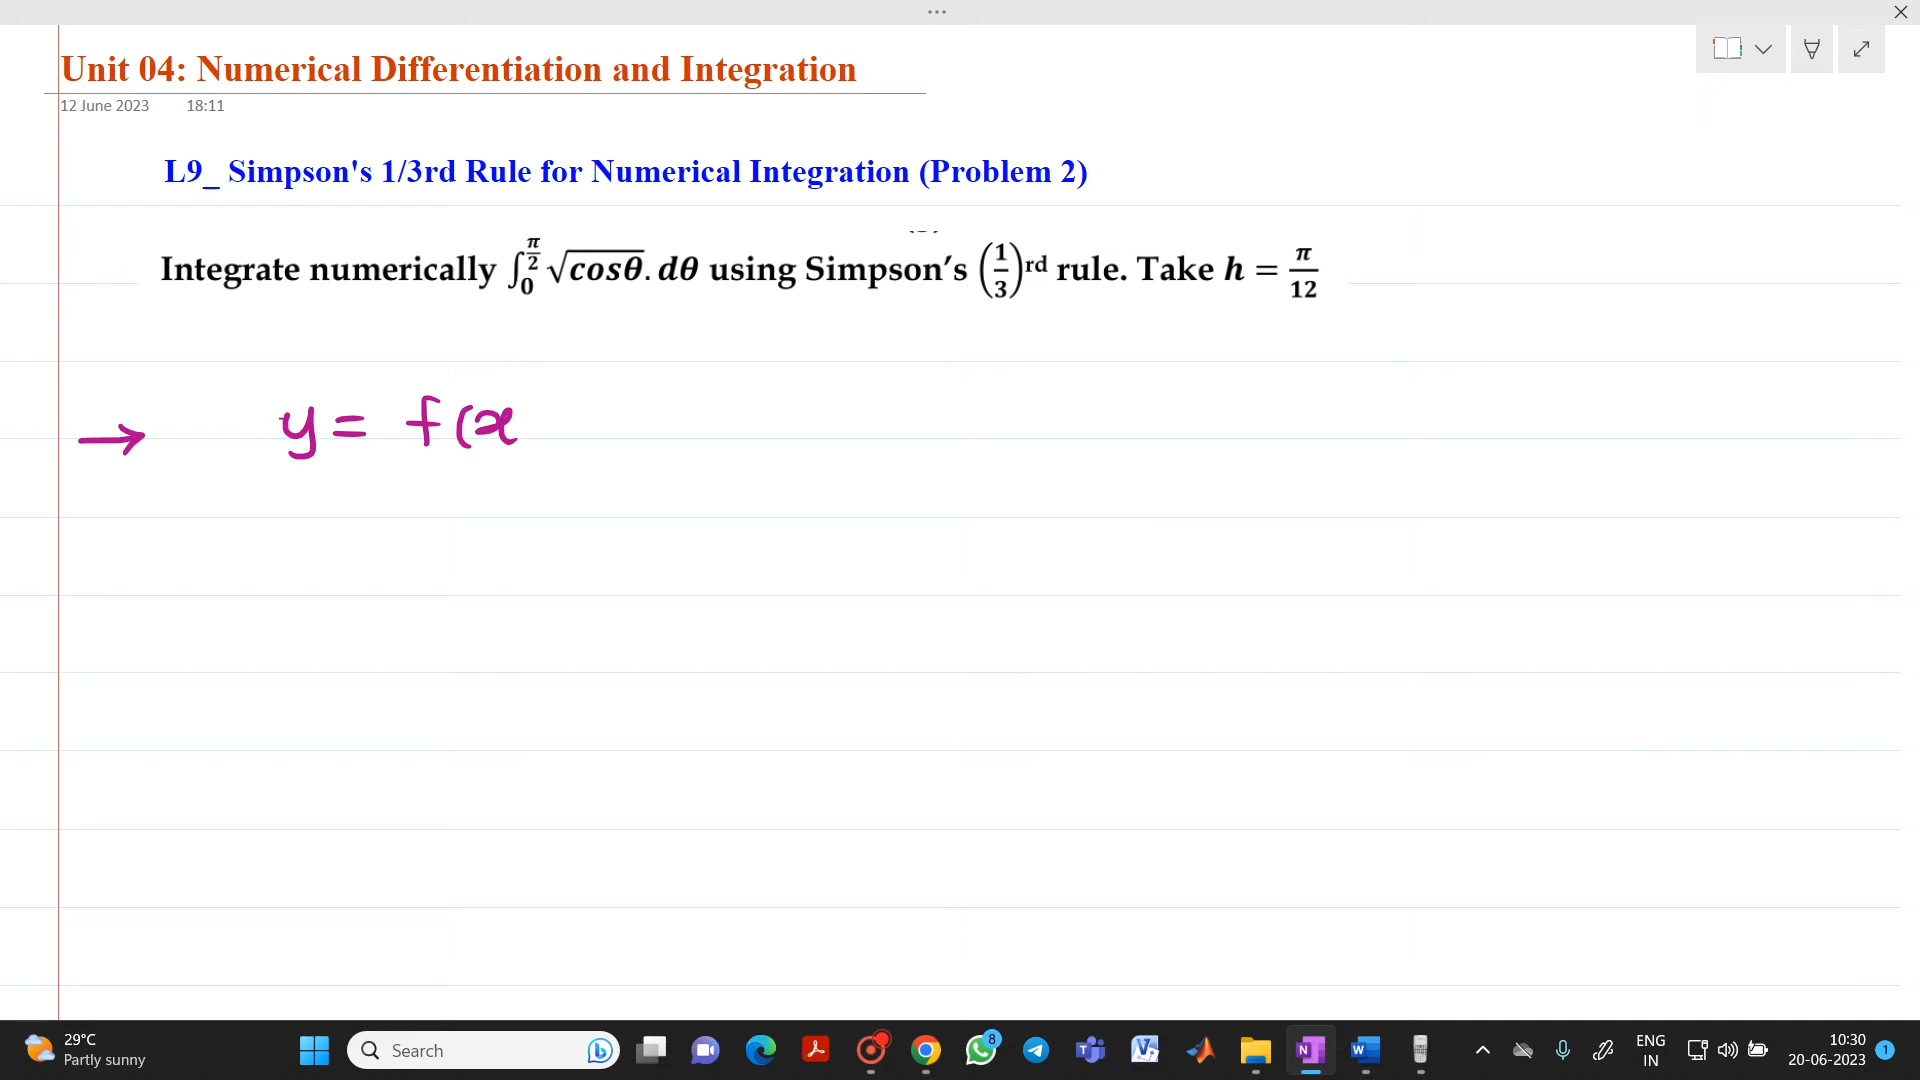 Unit 04: Numerical Differentiation and Integration
12 June 2023 18:11
L9_ Simpson's 1/3rd Rule for Numerical Integration (Problem 2)
Integrate numerically ∫₀^{π/2} √cosθ. dθ using Simpson's (1/3)rd rule. Take h = π/12
→ y = f(x
29°C
Partly sunny
Search
8
ENG
IN
10:30
20-06-2023
1